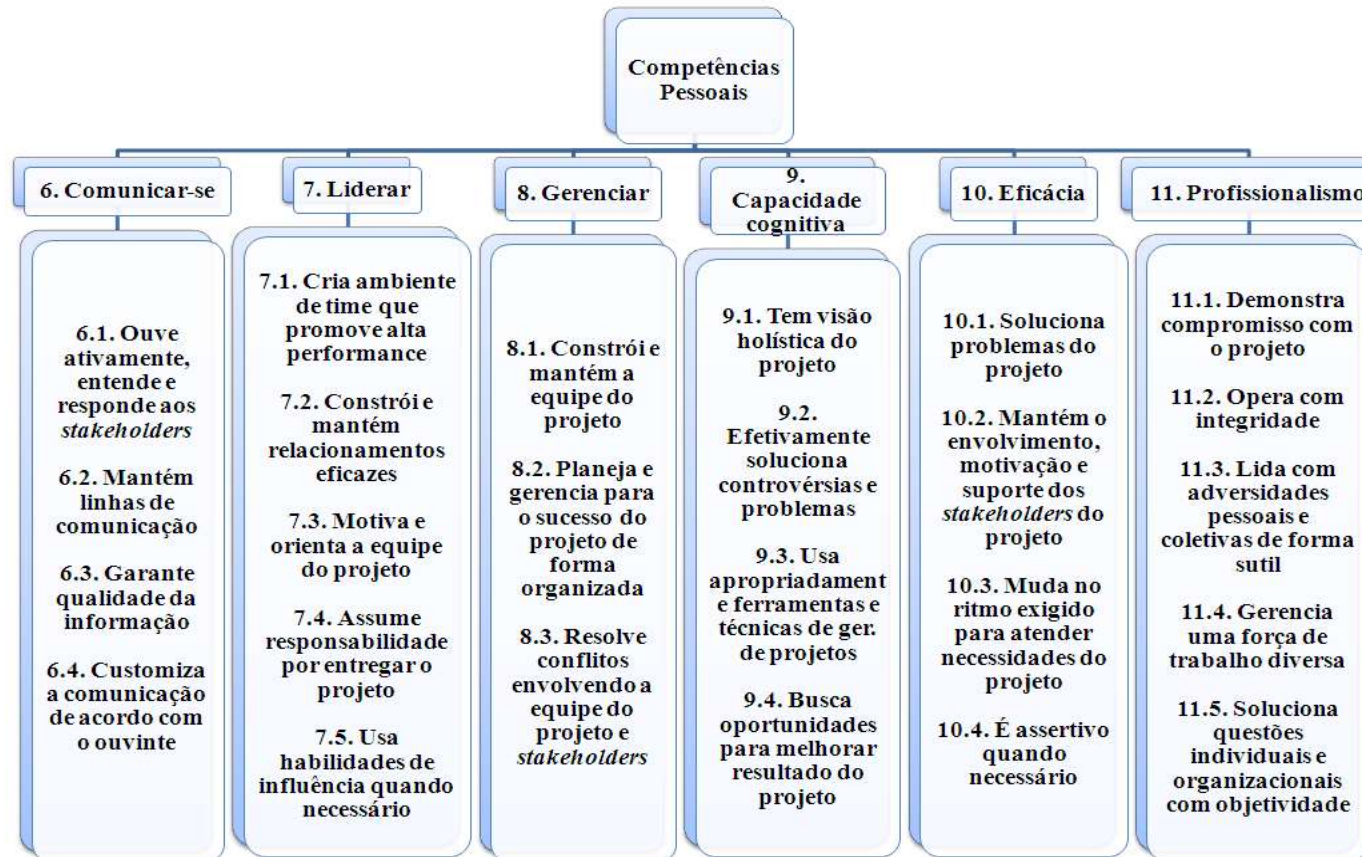 Competências
Pessoais
6. Comunicar-se
6.1. Ouve
ativamente,
entende e
responde aos
stakeholders
6.2. Mantém
linhas de
comunicação
6.3. Garante
qualidade da
informação
6.4. Customiza
a comunicação
de acordo com
o ouvinte
7. Liderar
7.1. Cria ambiente
de time que
promove alta
performance
7.2. Constrói e
mantém
relacionamentos
eficazes
7.3. Motiva e
orienta a equipe
do projeto
7.4. Assume
responsabilidade
por entregar o
projeto
7.5. Usa
habilidades de
influência quando
necessário
8. Gerenciar
8.1. Constrói e
mantém a
equipe do
projeto
8.2. Planeja e
gerencia para
o sucesso do
projeto de
forma
organizada
8.3. Resolve
conflitos
envolvendo a
equipe do
projeto e
stakeholders
9.
Capacidade
cognitiva
9.1. Tem visão
holística do
projeto
9.2.
Efetivamente
soluciona
controvérsias e
problemas
9.3. Usa
apropriadament
e ferramentas e
técnicas de ger.
de projetos
9.4. Busca
oportunidades
para melhorar
resultado do
projeto
10. Eficácia
10.1. Soluciona
problemas do
projeto
10.2. Mantém o
envolvimento,
motivação e
suporte dos
stakeholders do
projeto
10.3. Muda no
ritmo exigido
para atender
necessidades do
projeto
10.4. É assertivo
quando
necessário
11. Profissionalismo
11.1. Demonstra
compromisso com
o projeto
11.2. Opera com
integridade
11.3. Lida com
adversidades
pessoais e
coletivas de forma
sutil
11.4. Gerencia
uma força de
trabalho diversa
11.5. Soluciona
questões
individuais e
organizacionais
com objetividade